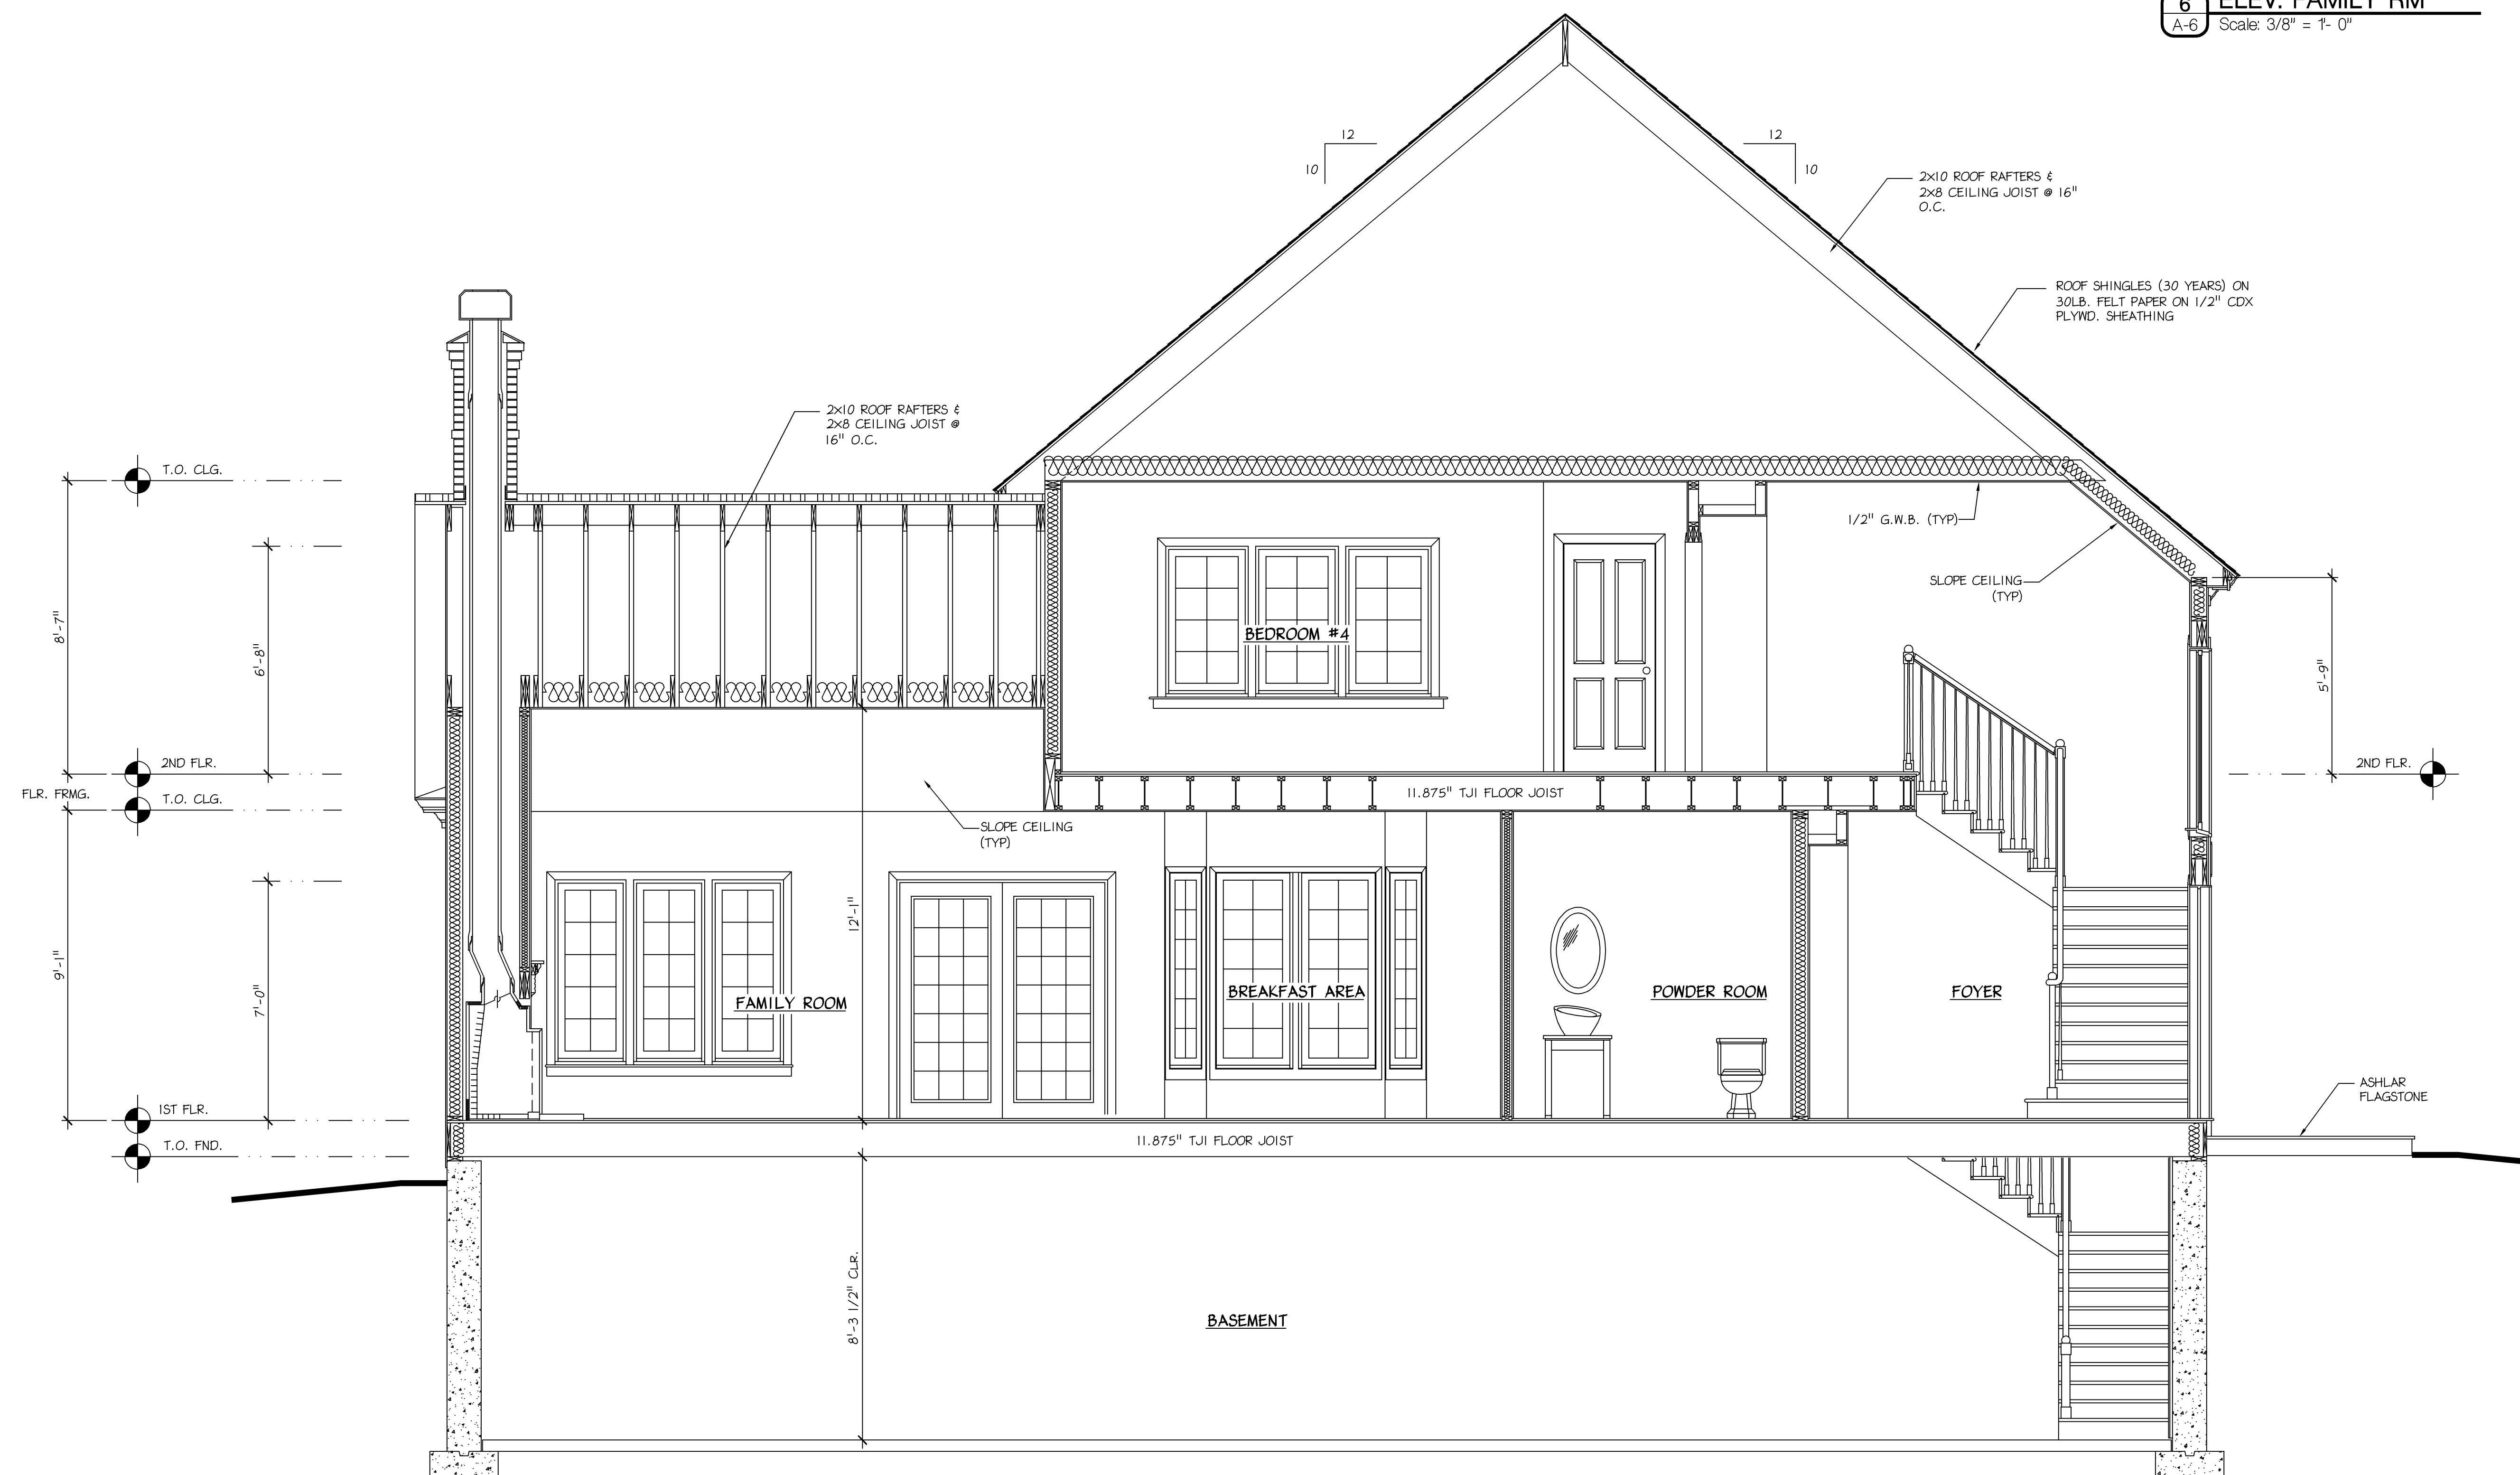 6
ELEV. FAMILY RM
A-6
Scale: 3/8" = 1'- 0"
12
10
12
10
2X10 ROOF RAFTERS &
2X8 CEILING JOIST @ 16"
O.C.
ROOF SHINGLES (30 YEARS) ON
30LB. FELT PAPER ON 1/2" CDX
PLYWD. SHEATHING
2X10 ROOF RAFTERS &
2X8 CEILING JOIST @
16" O.C.
T.O. CLG.
1/2" G.W.B. (TYP)
SLOPE CEILING
(TYP)
8'-7"
6'-8"
BEDROOM #4
5'-9"
2ND FLR.
2ND FLR.
FLR. FRMG.
T.O. CLG.
11.875" TJI FLOOR JOIST
SLOPE CEILING
(TYP)
12'-1"
9'-1"
7'-0"
FAMILY ROOM
BREAKFAST AREA
POWDER ROOM
FOYER
ASHLAR
FLAGSTONE
1ST FLR.
T.O. FND.
11.875" TJI FLOOR JOIST
8'-3 1/2" CLR.
BASEMENT